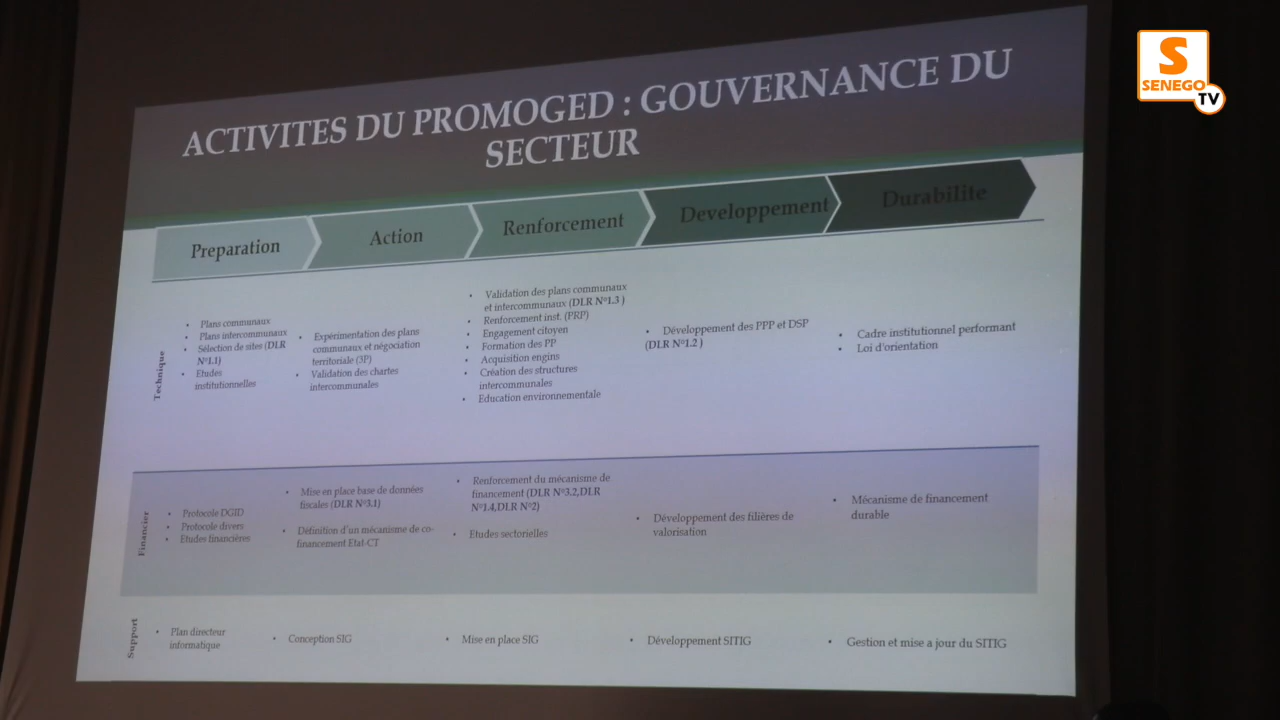 SENEGO
TV
ACTIVITES DU PROMOGED : GOUVERNANCE DU
SECTEUR
Preparation
Action
Renforcement
Developpement
Durabilite
Technique
• Plans communaux
• Plans intercommunaux
• Sélection de sites (DLR
N°1.1)
• Etudes
institutionnelles
• Expérimentation des plans
communaux et négociation
territoriale (3P)
• Validation des chartes
intercommunales
• Validation des plans communaux
et intercommunaux (DLR N°1.3 )
• Renforcement inst. (PRP)
• Engagement citoyen
• Formation des PP
• Acquisition engins
• Création des structures
intercommunales
• Education environnementale
• Développement des PPP et DSP
(DLR N°1.2 )
• Cadre institutionnel performant
• Loi d'orientation
Financier
• Protocole DGID
• Protocole divers
• Etudes financières
• Mise en place base de données
fiscales (DLR N°3.1)
• Définition d'un mécanisme de co-
financement Etat-CT
• Renforcement du mécanisme de
financement (DLR N°3.2,DLR
N°1.4,DLR N°2)
• Etudes sectorielles
• Développement des filières de
valorisation
• Mécanisme de financement
durable
Support
• Plan directeur
informatique
• Conception SIG
• Mise en place SIG
• Développement SITIG
• Gestion et mise a jour du SITIG